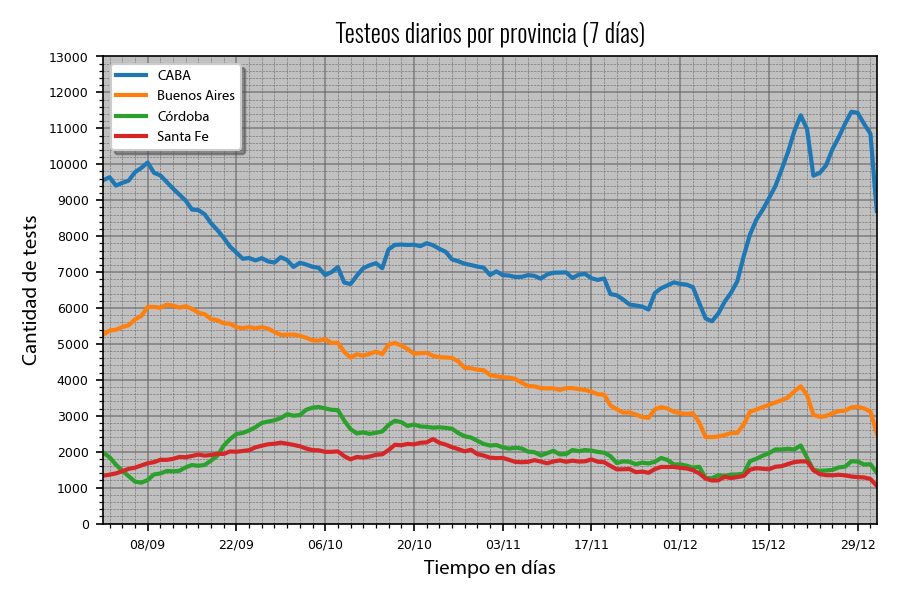 Testeos diarios por provincia (7 días)
Cantidad de tests
13000
12000
11000
10000
9000
8000
7000
6000
5000
4000
3000
2000
1000
0
CABA
Buenos Aires
Córdoba
Santa Fe
08/09 22/09 06/10 20/10 03/11 17/11 01/12 15/12 29/12
Tiempo en días